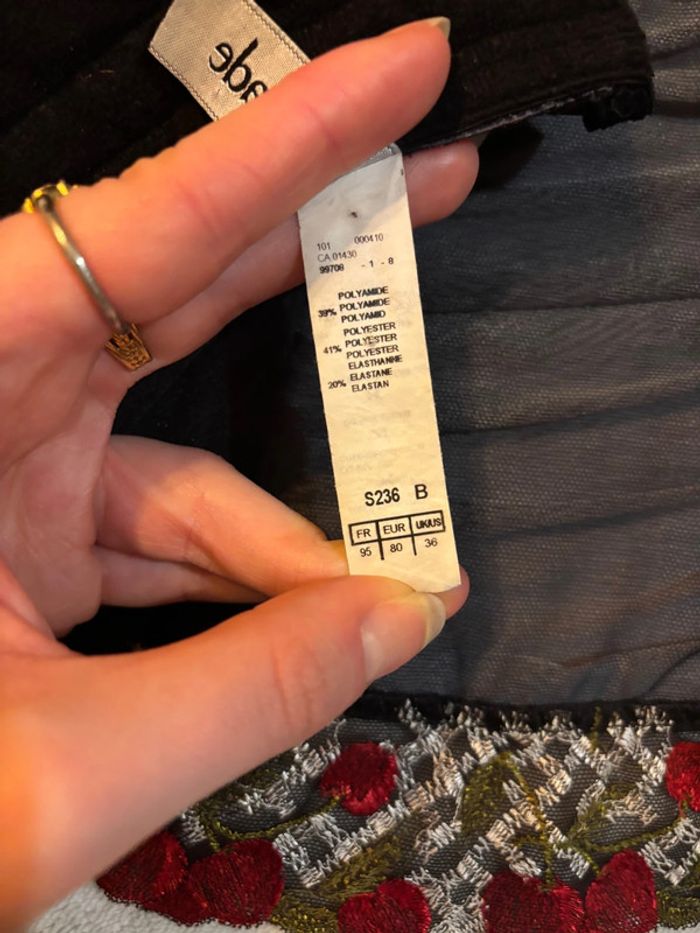 101 000410
CA 01430
99708 - 1 - 8
POLYAMIDE
39% POLYAMIDE
POLYAMID
POLYESTER
41% POLYESTER
POLYESTER
ELASTHANNE
20% ELASTANE
ELASTAN
S236 B
FR EUR UK/US
95 80 36